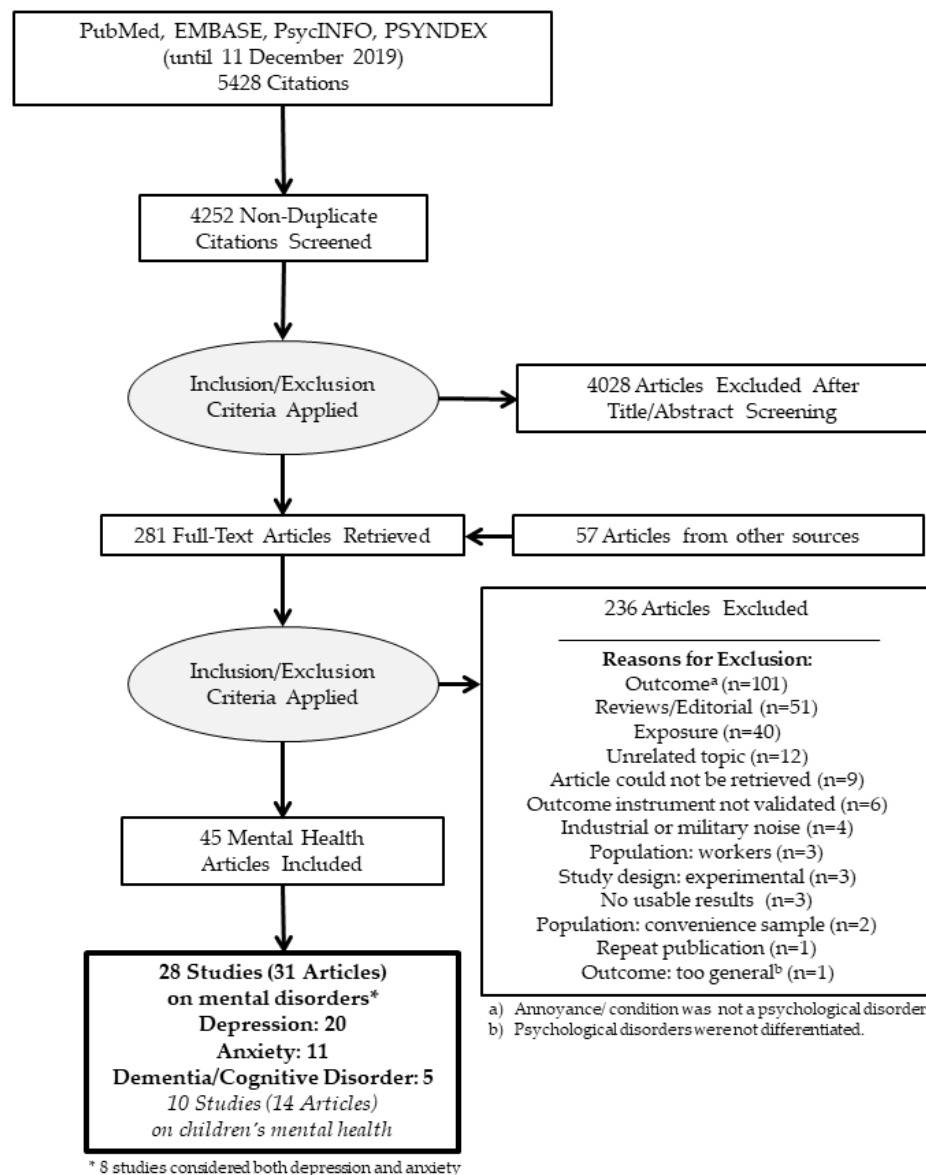 PubMed, EMBASE, PsycINFO, PSYNDEX
(until 11 December 2019)
5428 Citations
4252 Non-Duplicate
Citations Screened
Inclusion/Exclusion
Criteria Applied
4028 Articles Excluded After
Title/Abstract Screening
281 Full-Text Articles Retrieved
57 Articles from other sources
Inclusion/Exclusion
Criteria Applied
236 Articles Excluded
Reasons for Exclusion:
Outcomeᵃ (n=101)
Reviews/Editorial (n=51)
Exposure (n=40)
Unrelated topic (n=12)
Article could not be retrieved (n=9)
Outcome instrument not validated (n=6)
Industrial or military noise (n=4)
Population: workers (n=3)
Study design: experimental (n=3)
No usable results (n=3)
Population: convenience sample (n=2)
Repeat publication (n=1)
Outcome: too generalᵇ (n=1)
a) Annoyance/ condition was not a psychological disorder
b) Psychological disorders were not differentiated.
45 Mental Health
Articles Included
28 Studies (31 Articles)
on mental disorders*
Depression: 20
Anxiety: 11
Dementia/Cognitive Disorder: 5
10 Studies (14 Articles)
on children's mental health
* 8 studies considered both depression and anxiety